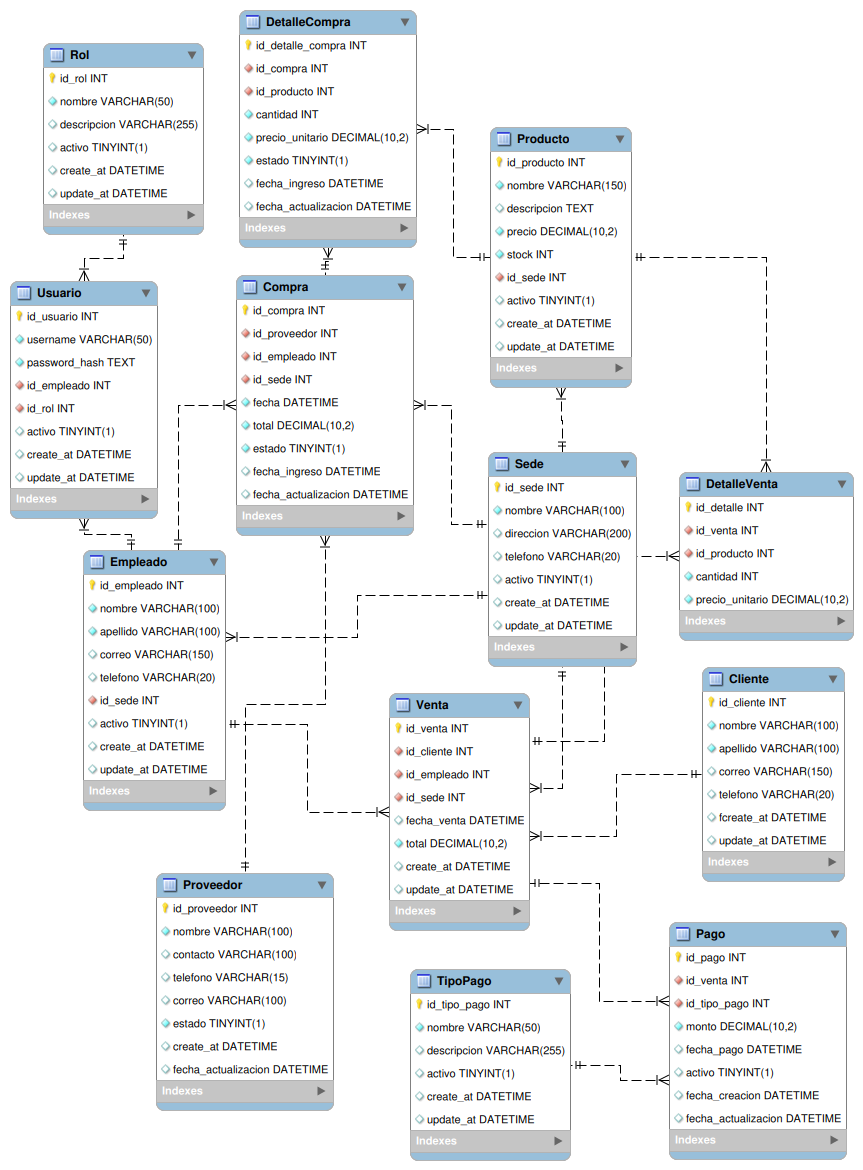 Rol
id_rol INT
nombre VARCHAR(50)
descripcion VARCHAR(255)
activo TINYINT(1)
create_at DATETIME
update_at DATETIME
Indexes
DetalleCompra
id_detalle_compra INT
id_compra INT
id_producto INT
cantidad INT
precio_unitario DECIMAL(10,2)
estado TINYINT(1)
fecha_ingreso DATETIME
fecha_actualizacion DATETIME
Indexes
Producto
id_producto INT
nombre VARCHAR(150)
descripcion TEXT
precio DECIMAL(10,2)
stock INT
id_sede INT
activo TINYINT(1)
create_at DATETIME
update_at DATETIME
Indexes
Usuario
id_usuario INT
username VARCHAR(50)
password_hash TEXT
id_empleado INT
id_rol INT
activo TINYINT(1)
create_at DATETIME
update_at DATETIME
Indexes
Compra
id_compra INT
id_proveedor INT
id_empleado INT
id_sede INT
fecha DATETIME
total DECIMAL(10,2)
estado TINYINT(1)
fecha_ingreso DATETIME
fecha_actualizacion DATETIME
Indexes
Sede
id_sede INT
nombre VARCHAR(100)
direccion VARCHAR(200)
telefono VARCHAR(20)
activo TINYINT(1)
create_at DATETIME
update_at DATETIME
Indexes
DetalleVenta
id_detalle INT
id_venta INT
id_producto INT
cantidad INT
precio_unitario DECIMAL(10,2)
Indexes
Empleado
id_empleado INT
nombre VARCHAR(100)
apellido VARCHAR(100)
correo VARCHAR(150)
telefono VARCHAR(20)
id_sede INT
activo TINYINT(1)
create_at DATETIME
update_at DATETIME
Indexes
Venta
id_venta INT
id_cliente INT
id_empleado INT
id_sede INT
fecha_venta DATETIME
total DECIMAL(10,2)
create_at DATETIME
update_at DATETIME
Indexes
Cliente
id_cliente INT
nombre VARCHAR(100)
apellido VARCHAR(100)
correo VARCHAR(150)
telefono VARCHAR(20)
fcreate_at DATETIME
update_at DATETIME
Indexes
Proveedor
id_proveedor INT
nombre VARCHAR(100)
contacto VARCHAR(100)
telefono VARCHAR(15)
correo VARCHAR(100)
estado TINYINT(1)
create_at DATETIME
fecha_actualizacion DATETIME
Indexes
TipoPago
id_tipo_pago INT
nombre VARCHAR(50)
descripcion VARCHAR(255)
activo TINYINT(1)
create_at DATETIME
update_at DATETIME
Indexes
Pago
id_pago INT
id_venta INT
id_tipo_pago INT
monto DECIMAL(10,2)
fecha_pago DATETIME
activo TINYINT(1)
fecha_creacion DATETIME
fecha_actualizacion DATETIME
Indexes